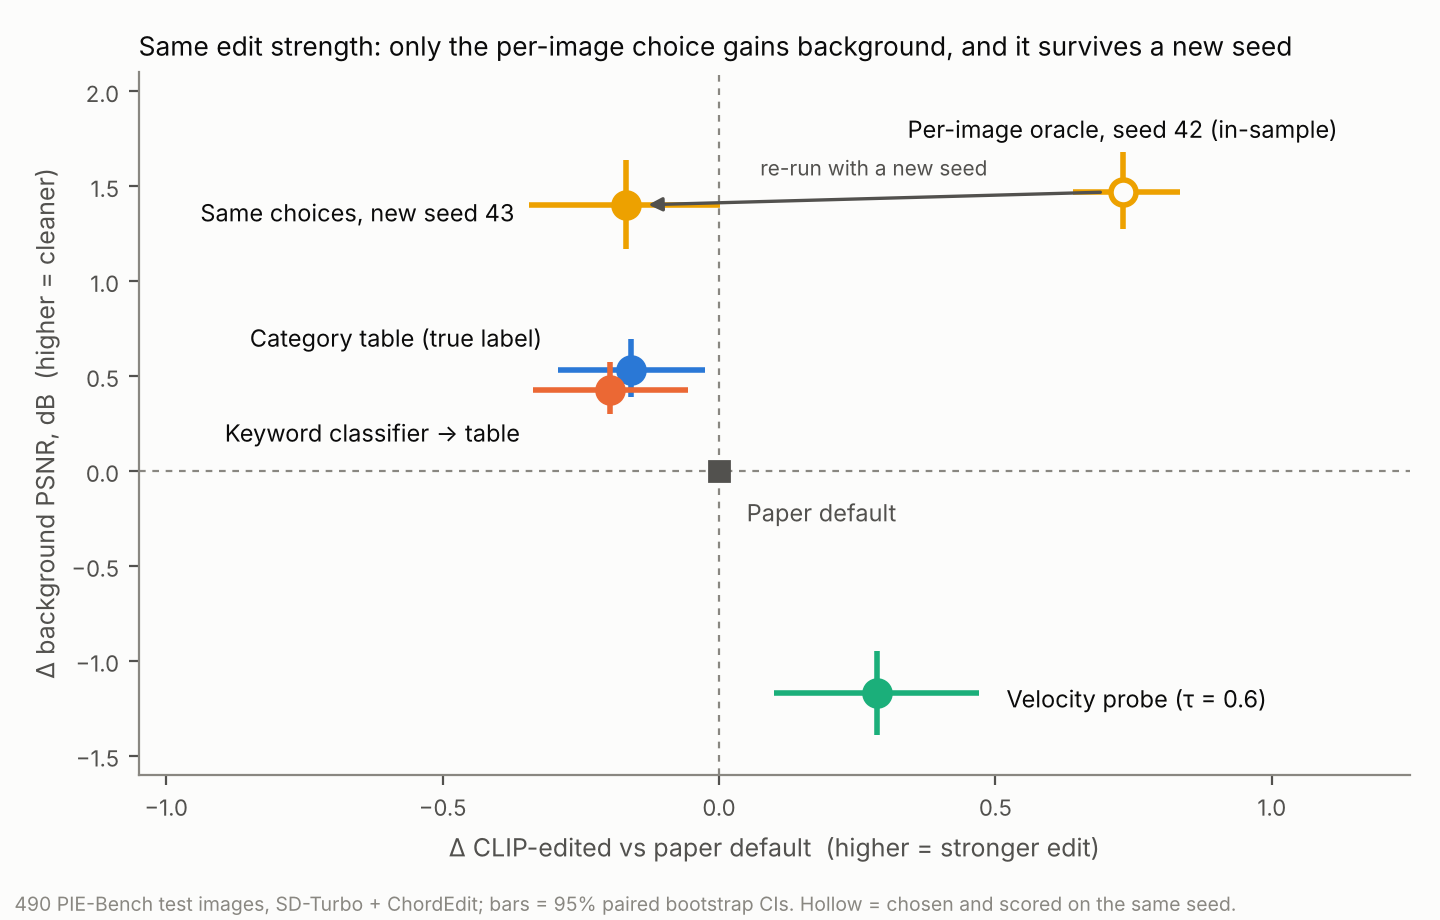 Same edit strength: only the per-image choice gains background, and it survives a new seed
Δ background PSNR, dB (higher = cleaner)
2.0
1.5
1.0
0.5
0.0
−0.5
−1.0
−1.5
Per-image oracle, seed 42 (in-sample)
re-run with a new seed
Same choices, new seed 43
Category table (true label)
Keyword classifier → table
Paper default
Velocity probe (τ = 0.6)
−1.0
−0.5
0.0
0.5
1.0
Δ CLIP-edited vs paper default (higher = stronger edit)
490 PIE-Bench test images, SD-Turbo + ChordEdit; bars = 95% paired bootstrap CIs. Hollow = chosen and scored on the same seed.